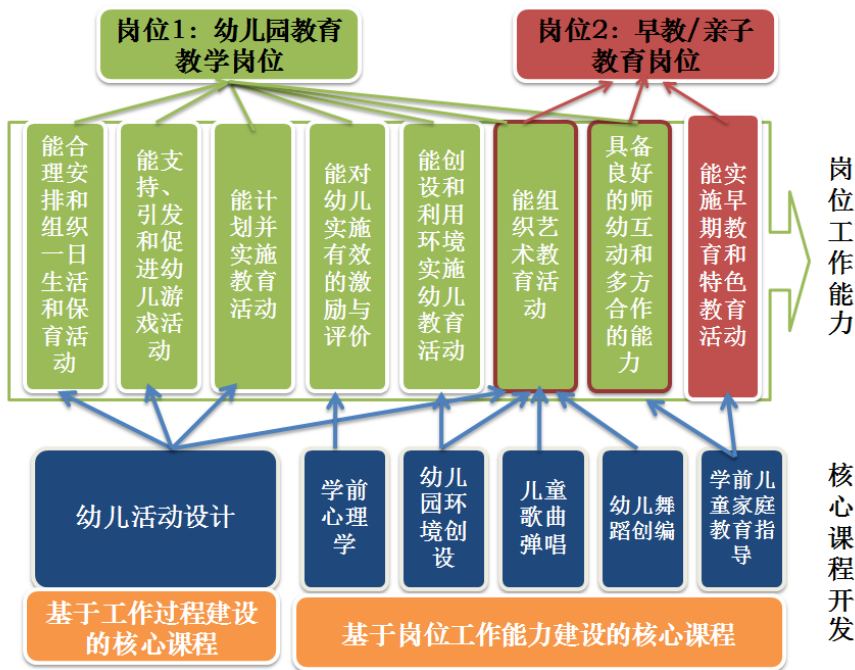 岗位1：幼儿园教育
教学岗位
岗位2：早教/亲子
教育岗位
能合
理安
排和
组织
一日
生活
和保
育活
动
能支
持、
引发
和促
进幼
儿游
戏活
动
能计
划并
实施
教育
活动
能对
幼儿
实施
有效
的激
励与
评价
能创
设和
利用
环境
实施
幼儿
教育
活动
能组
织艺
术教
育活
动
具备
良好
的师
幼互
动和
多方
合作
的能
力
能实
施早
期教
育和
特色
教育
活动
岗
位
工
作
能
力
幼儿活动设计
学前
心理
学
幼儿
园环
境创
设
儿童
歌曲
弹唱
幼儿舞
蹈创编
学前儿
童家庭
教育指
导
核
心
课
程
开
发
基于工作过程建设
的核心课程
基于岗位工作能力建设的核心课程